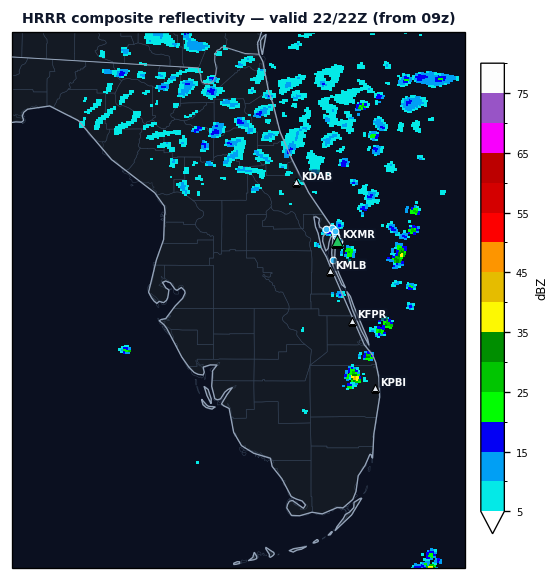 HRRR composite reflectivity — valid 22/22Z (from 09z)
75
65
55
45
35
25
15
5
dBZ
KDAB
KXMR
KMLB
KFPR
KPBI